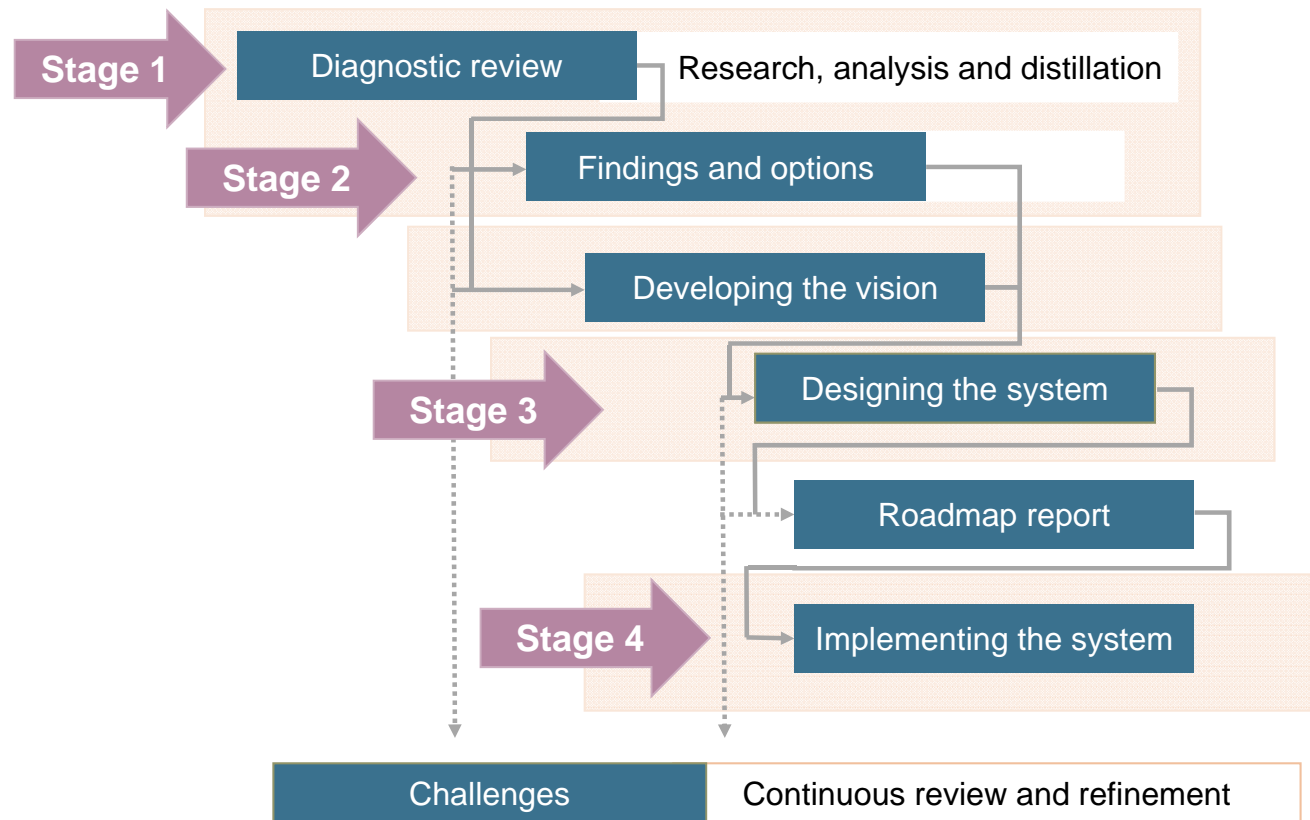 Stage 1
Diagnostic review
Research, analysis and distillation
Stage 2
Findings and options
Developing the vision
Stage 3
Designing the system
Roadmap report
Stage 4
Implementing the system
Challenges
Continuous review and refinement